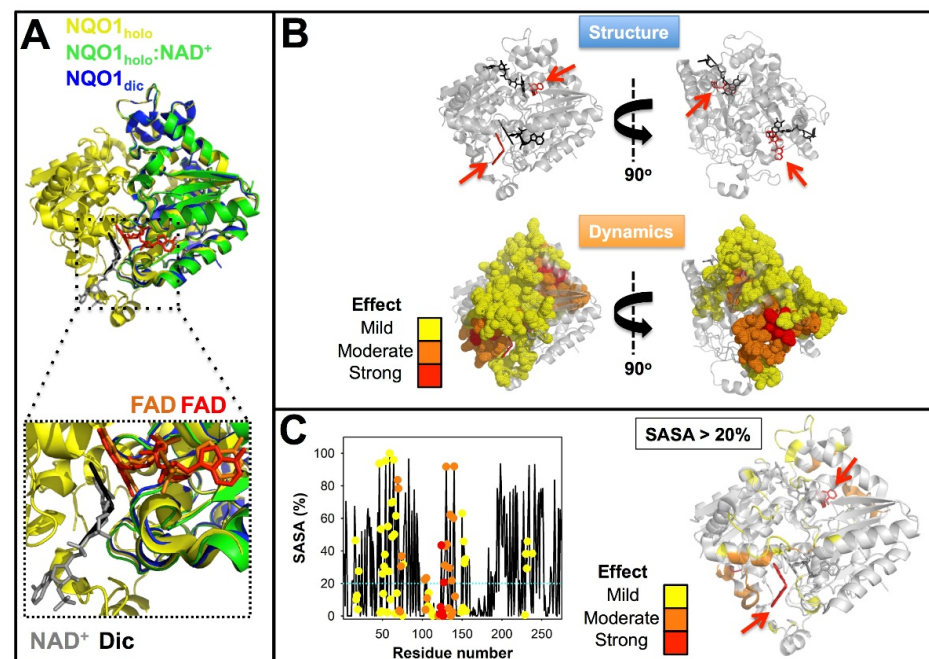 A
NQO1holo
NQO1holo:NAD+
NQO1dic
FAD FAD
NAD+ Dic
B
Structure
90o
Dynamics
Effect
Mild
Moderate
Strong
90o
C
SASA (%)
100
80
60
40
20
0
50 100 150 200 250
Residue number
SASA > 20%
Effect
Mild
Moderate
Strong